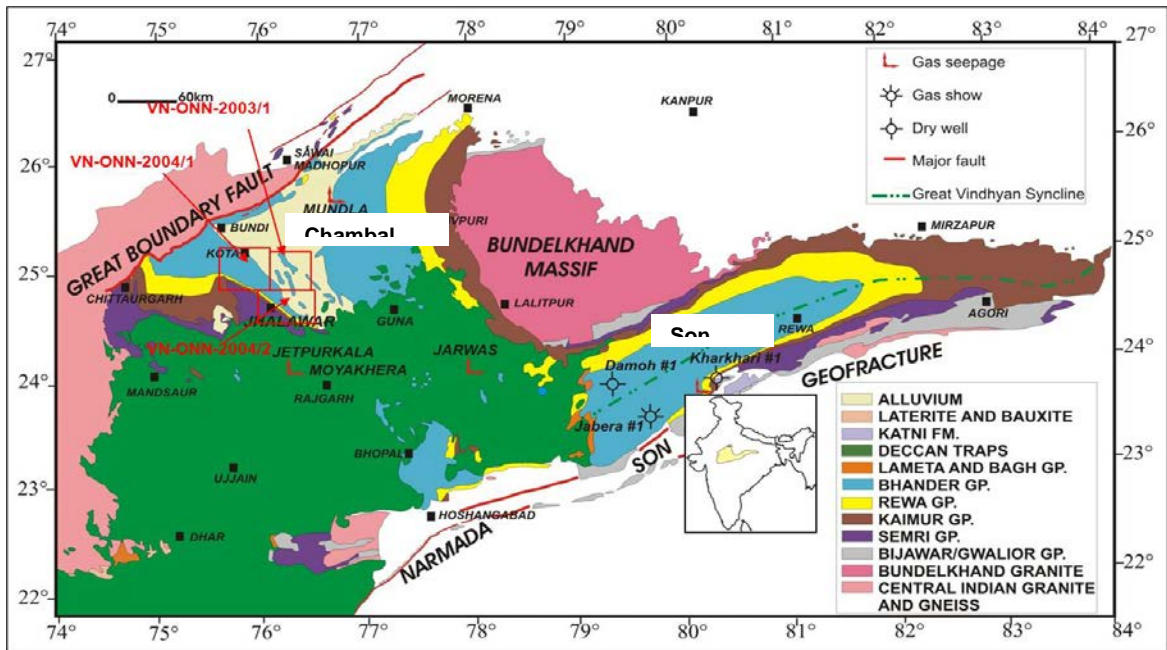 74° 75° 76° 77° 78° 79° 80° 81° 82° 83° 84°
27° 27°
Gas seepage
Gas show
Dry well
Major fault
Great Vindhyan Syncline
0 60km
VN-ONN-2003/1
MORENA
KANPUR
26° 26°
VN-ONN-2004/1
SAWAI
MADHOPUR
GREAT BOUNDARY FAULT
MUNDLA
BUNDI
Chambal
VPURI
MIRZAPUR
KOTA
BUNDELKHAND
MASSIF
25° 25°
CHITTAURGARH
LALITPUR
AGORI
JHALAWAR
GUNA
REWA
Son
VN-ONN-2004/2
JETPURKALA
JARWAS
Kharkhari #1
GEOFRACTURE
MOYAKHERA
Damoh #1
24° 24°
MANDSAUR
RAJGARH
Jabera #1
BHOPAL
SON
UJJAIN
23° 23°
HOSHANGABAD
NARMADA
DHAR
22° 22°
ALLUVIUM
LATERITE AND BAUXITE
KATNI FM.
DECCAN TRAPS
LAMETA AND BAGH GP.
BHANDER GP.
REWA GP.
KAIMUR GP.
SEMRI GP.
BIJAWAR/GWALIOR GP.
BUNDELKHAND GRANITE
CENTRAL INDIAN GRANITE
AND GNEISS
74° 75° 76° 77° 78° 79° 80° 81° 82° 83° 84°